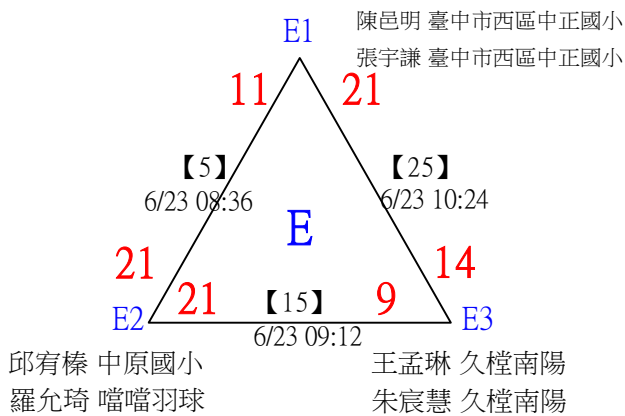 E1
陳邑明 臺中市西區中正國小
張宇謙 臺中市西區中正國小
11
21
【5】
6/23 08:36
【25】
6/23 10:24
E
21
14
21
【15】
9
E2
6/23 09:12
E3
邱宥榛 中原國小
羅允琦 噹噹羽球
王孟琳 久樘南陽
朱宸慧 久樘南陽